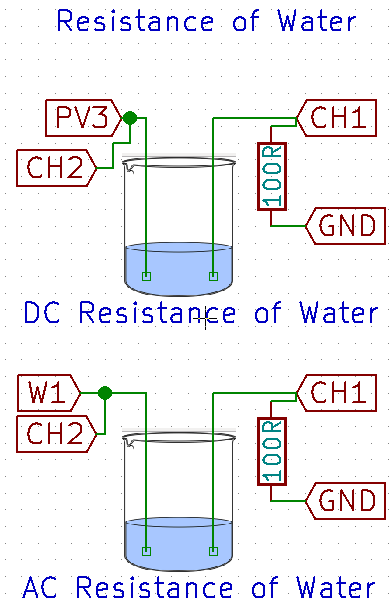 Resistance of Water
PV3
CH1
CH2
100R
GND
DC Resistance of Water
W1
CH1
CH2
100R
GND
AC Resistance of Water